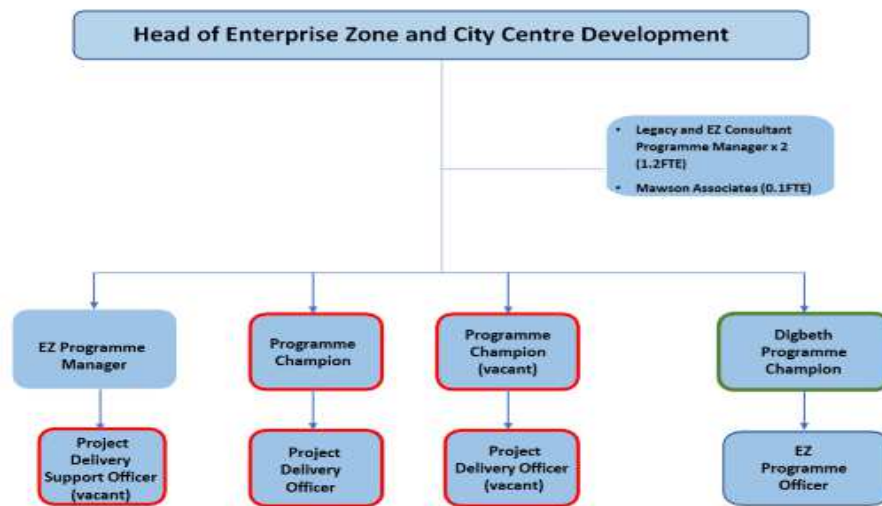 Head of Enterprise Zone and City Centre Development
• Legacy and EZ Consultant
Programme Manager x 2
(1.2FTE)
• Mawson Associates (0.1FTE)
EZ Programme
Manager
Programme
Champion
Programme
Champion
(vacant)
Digbeth
Programme
Champion
Project
Delivery
Support Officer
(vacant)
Project
Delivery
Officer
Project
Delivery Officer
(vacant)
EZ
Programme
Officer